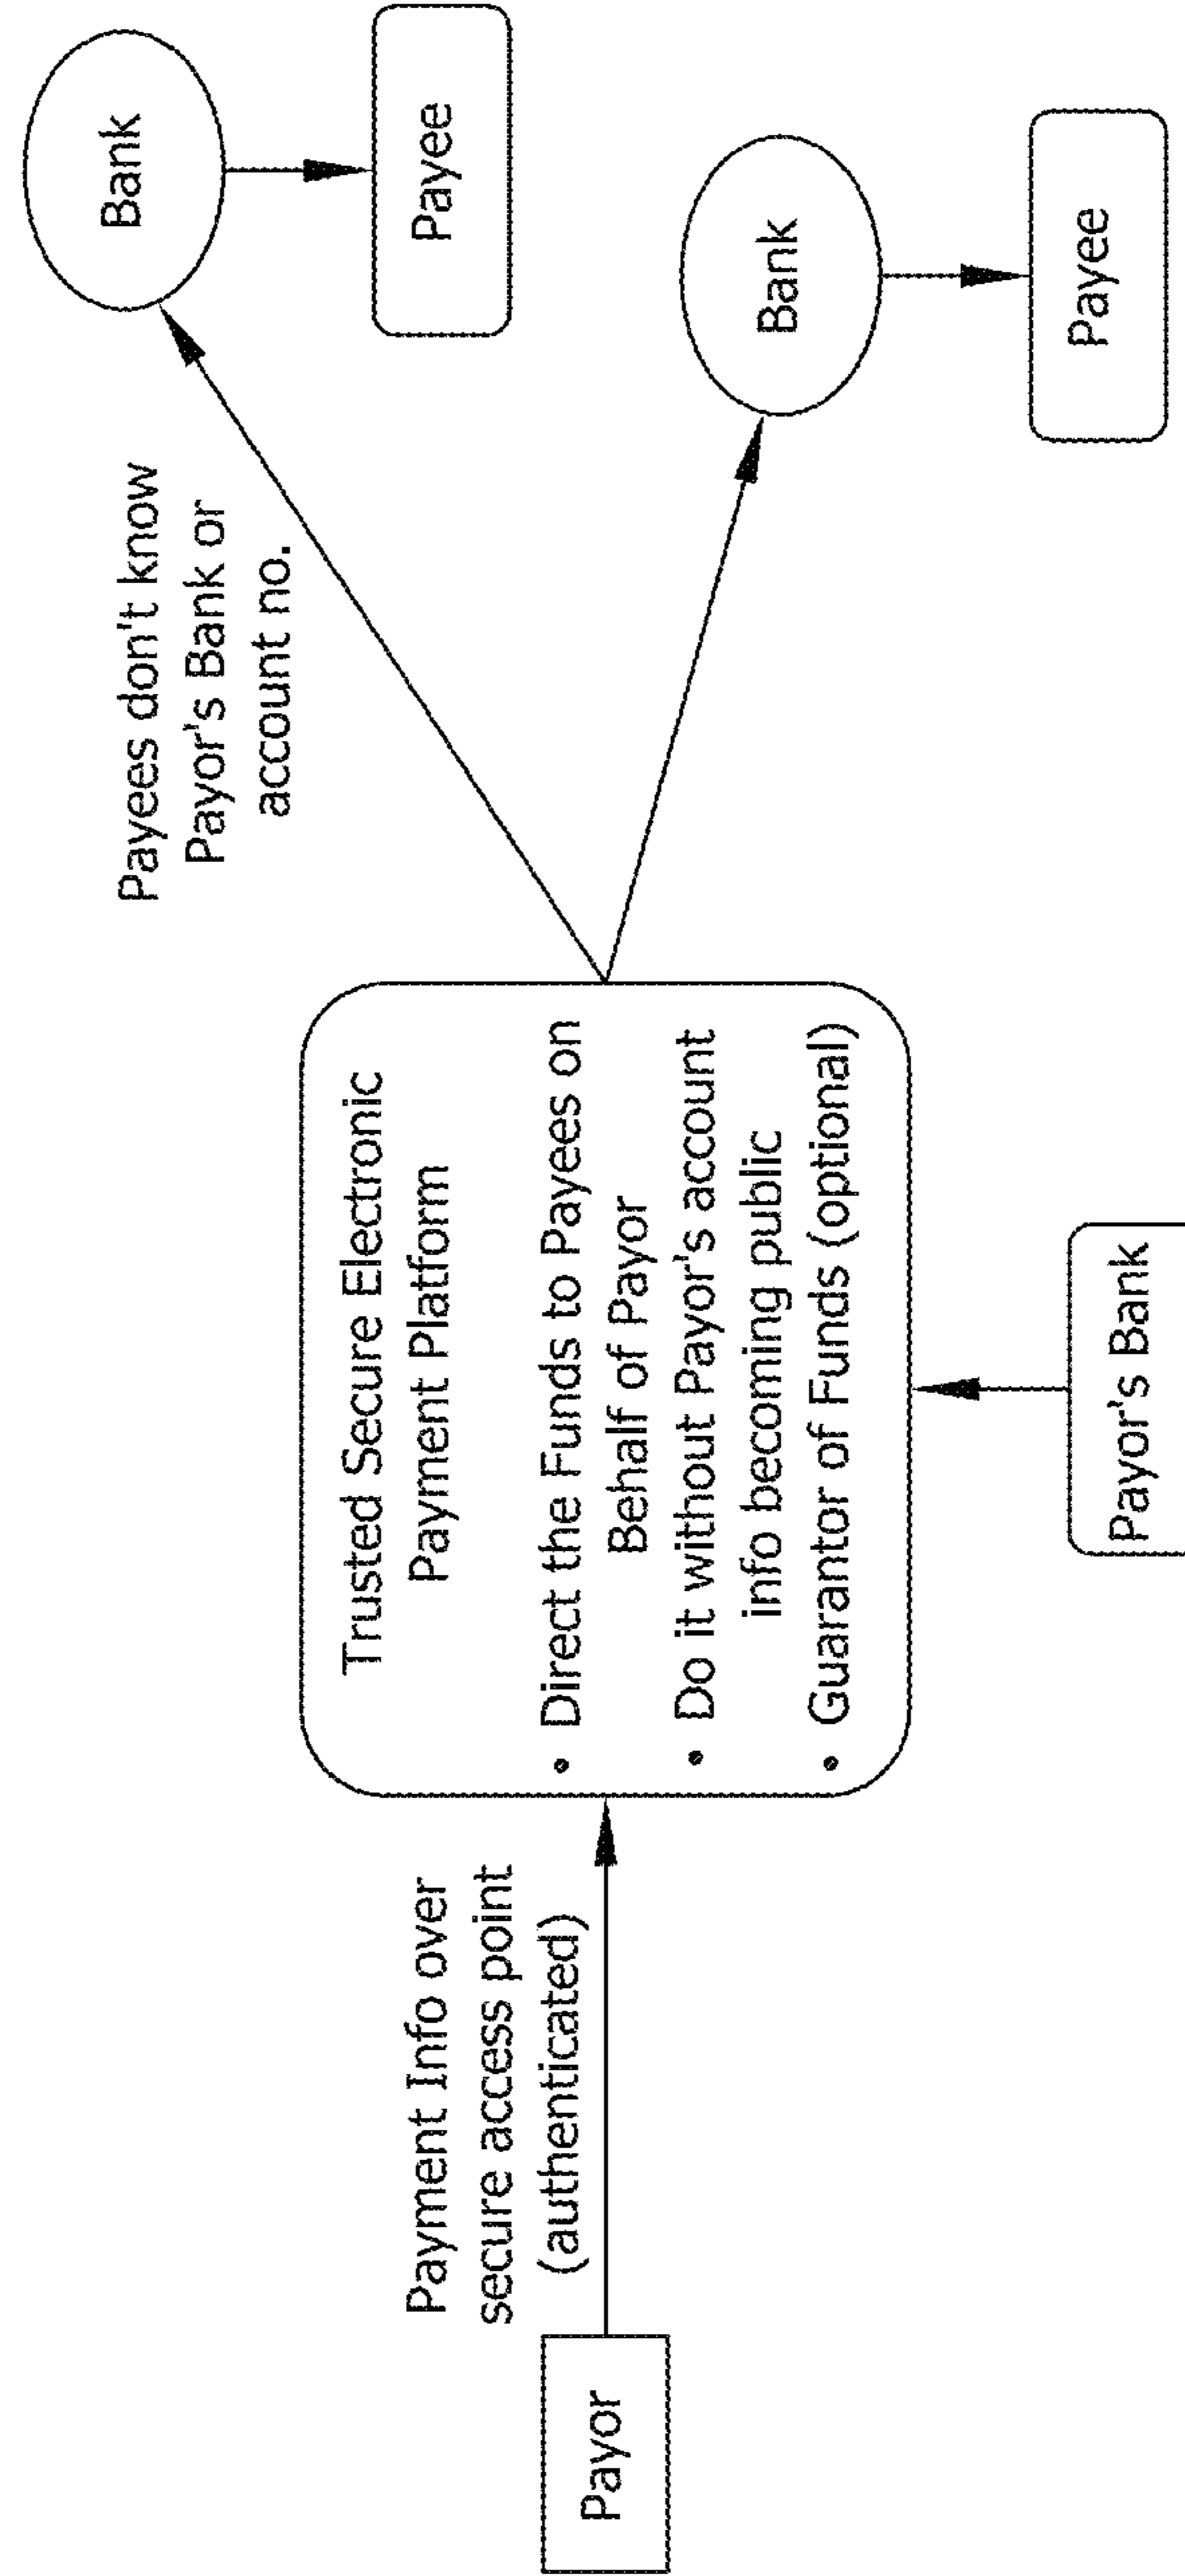 Payor
Payment Info over
secure access point
(authenticated)
Trusted Secure Electronic
Payment Platform
• Direct the Funds to Payees on
Behalf of Payor
• Do it without Payor's account
info becoming public
• Guarantor of Funds (optional)
Payor's Bank
Payees don't know
Payor's Bank or
account no.
Bank
Payee
Bank
Payee